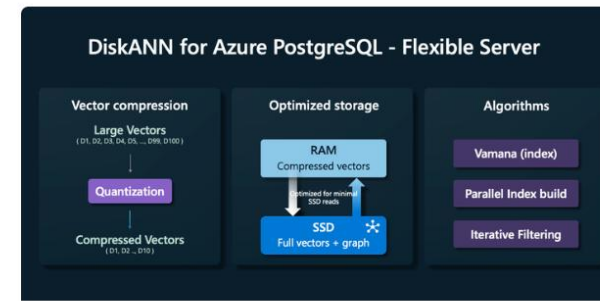 DiskANN for Azure PostgreSQL - Flexible Server
Vector compression
Large Vectors
( D1, D2, D3, D4, D5, ..., D99, D100 )
Quantization
Compressed Vectors
( D1, D2 .., D10 )
Optimized storage
RAM
Compressed vectors
Optimized for minimal
SSD reads
SSD
Full vectors + graph
Algorithms
Vamana (index)
Parallel Index build
Iterative Filtering